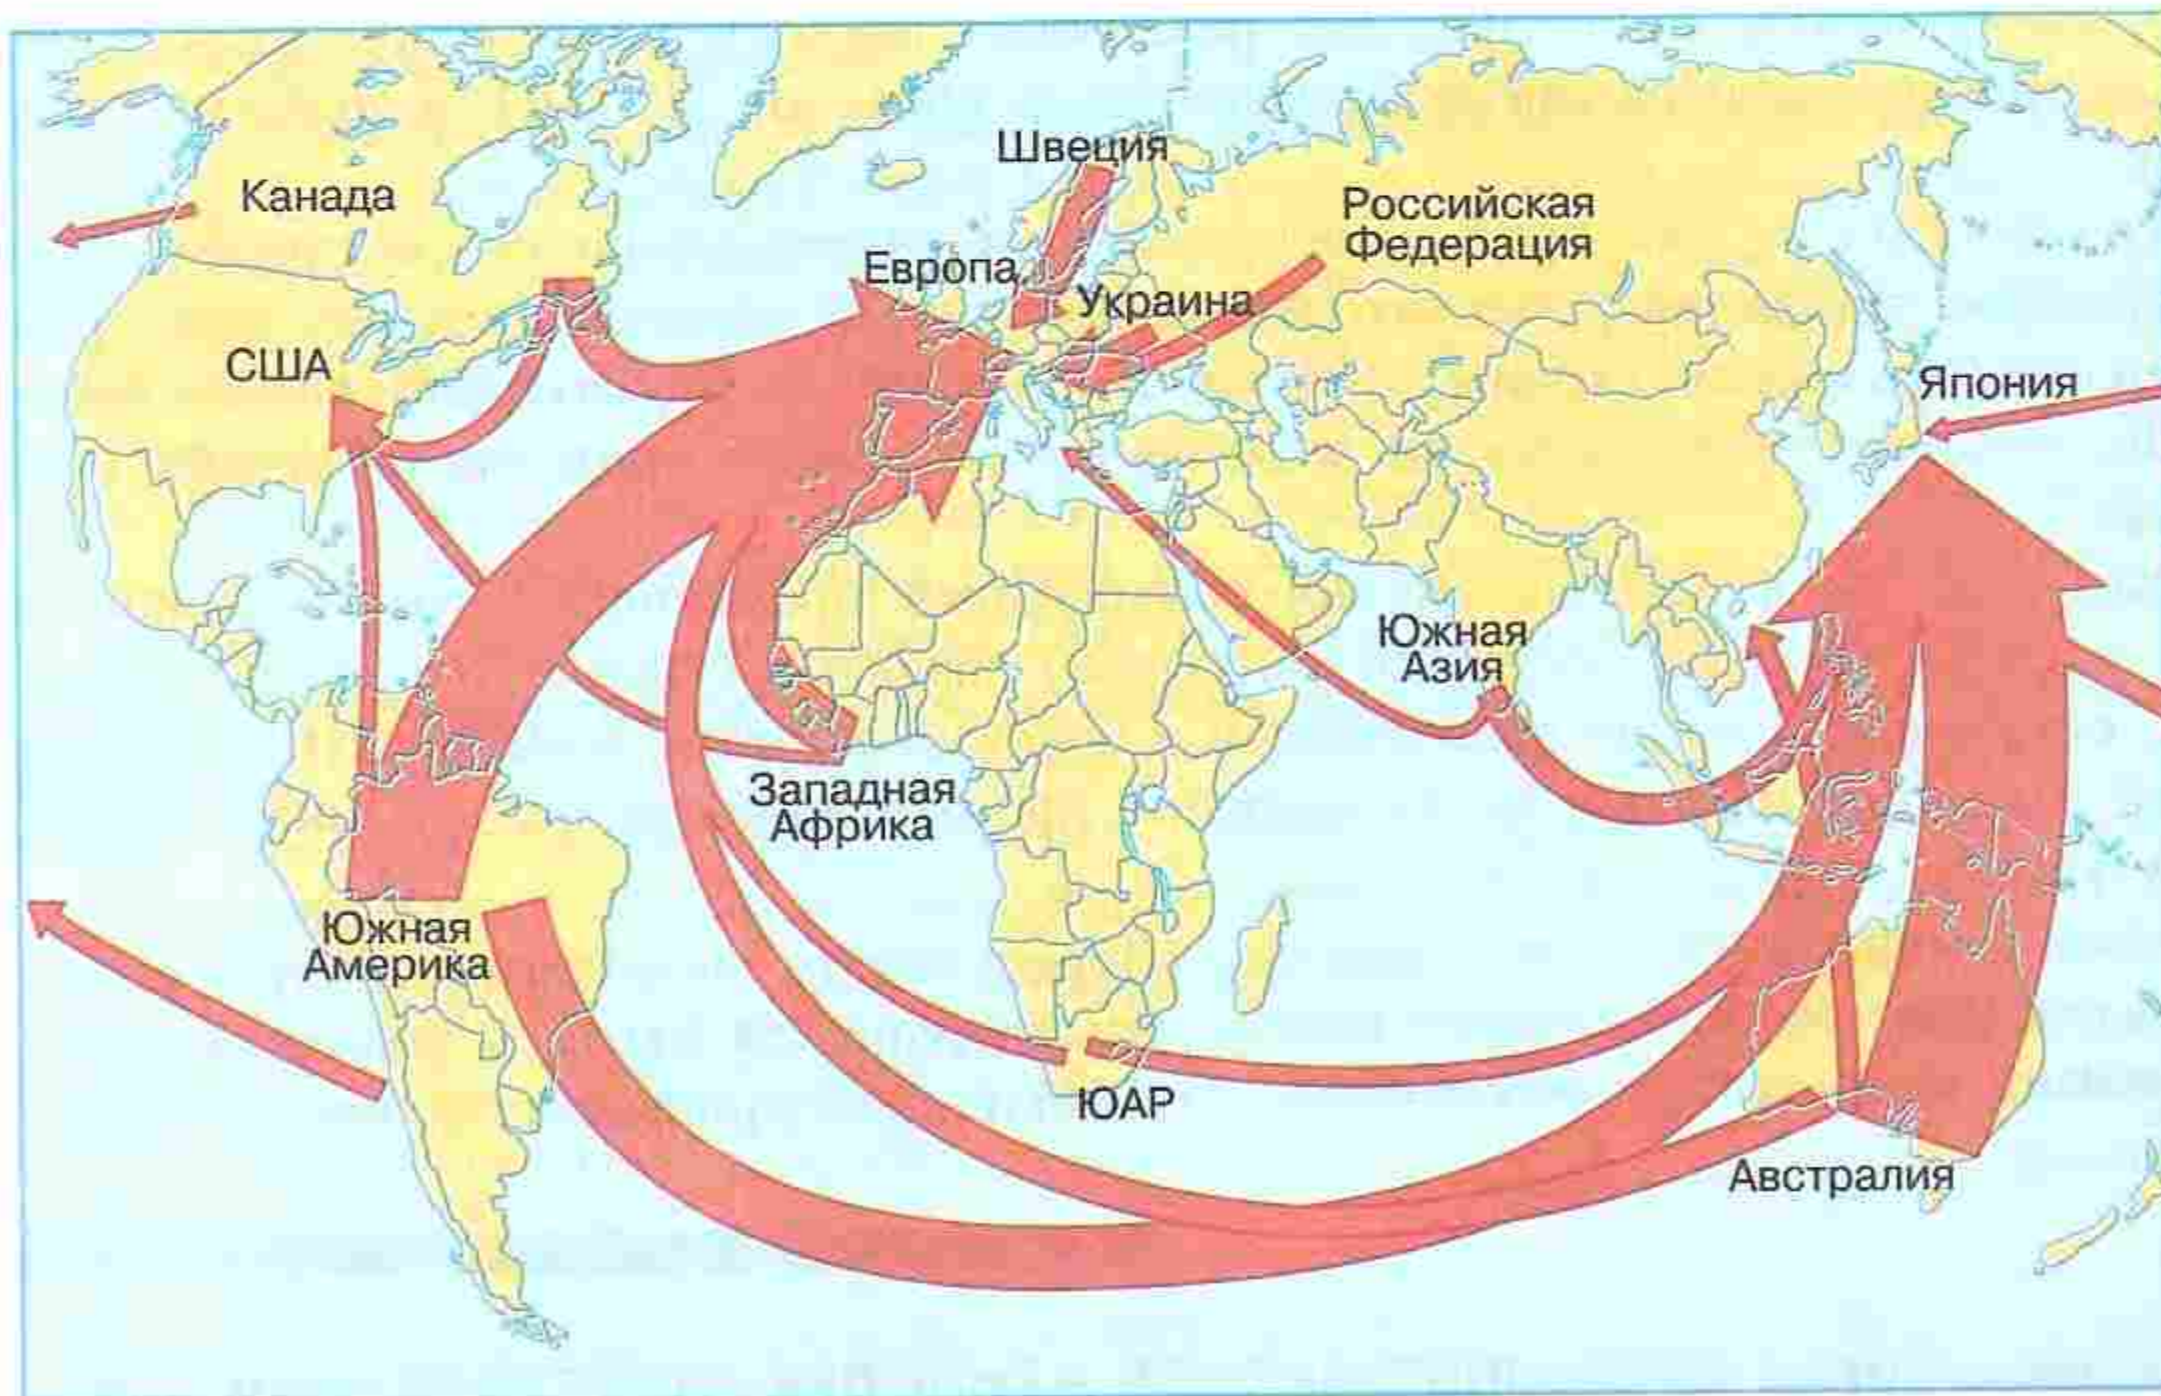 Швеция
Канада
Российская
Федерация
Европа
Украина
США
Япония
Южная
Азия
Западная
Африка
Южная
Америка
ЮАР
Австралия